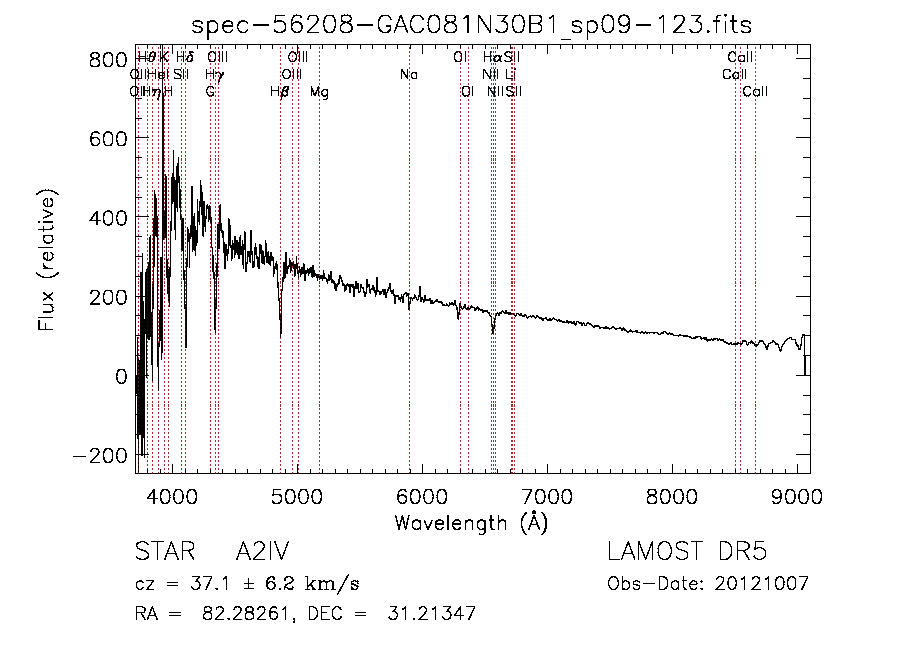 spec-56208-GAC081N30B1_sp09-123.fits
Hθ K Hδ OIII OIII OI Hα SII CaII
OII HeI SII Hγ OIII Na NII Li CaII
OII Hη H G Hβ Mg OI NII SII CaII
800
600
400
200
0
-200
Flux (relative)
4000 5000 6000 7000 8000 9000
Wavelength (Å)
STAR A2IV LAMOST DR5
cz = 37.1 ± 6.2 km/s Obs-Date: 20121007
RA = 82.28261, DEC = 31.21347